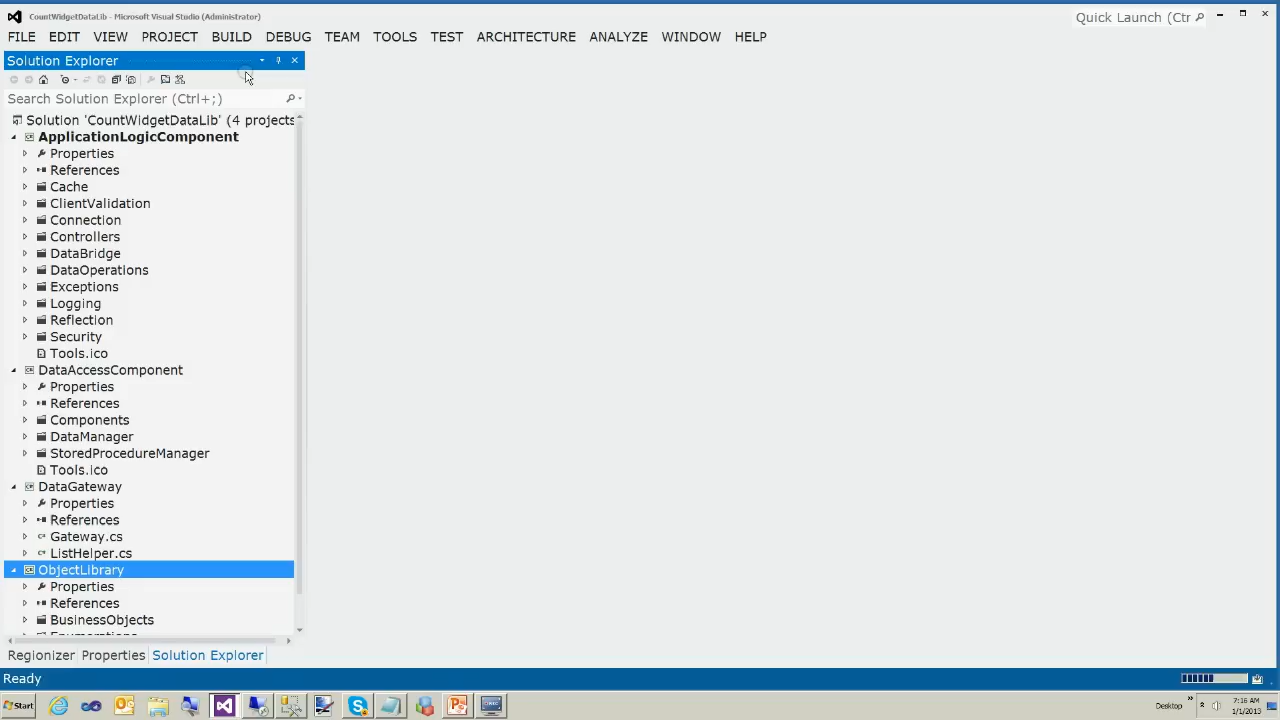 CountWidgetDataLib - Microsoft Visual Studio (Administrator)
Quick Launch (Ctr
FILE EDIT VIEW PROJECT BUILD DEBUG TEAM TOOLS TEST ARCHITECTURE ANALYZE WINDOW HELP
Solution Explorer
Search Solution Explorer (Ctrl+;)
Solution 'CountWidgetDataLib' (4 projects
ApplicationLogicComponent
Properties
References
Cache
ClientValidation
Connection
Controllers
DataBridge
DataOperations
Exceptions
Logging
Reflection
Security
Tools.ico
DataAccessComponent
Properties
References
Components
DataManager
StoredProcedureManager
Tools.ico
DataGateway
Properties
References
Gateway.cs
ListHelper.cs
ObjectLibrary
Properties
References
BusinessObjects
Enumerations
Regionizer Properties Solution Explorer
Ready
Start
Desktop
7:16 AM
1/1/2013